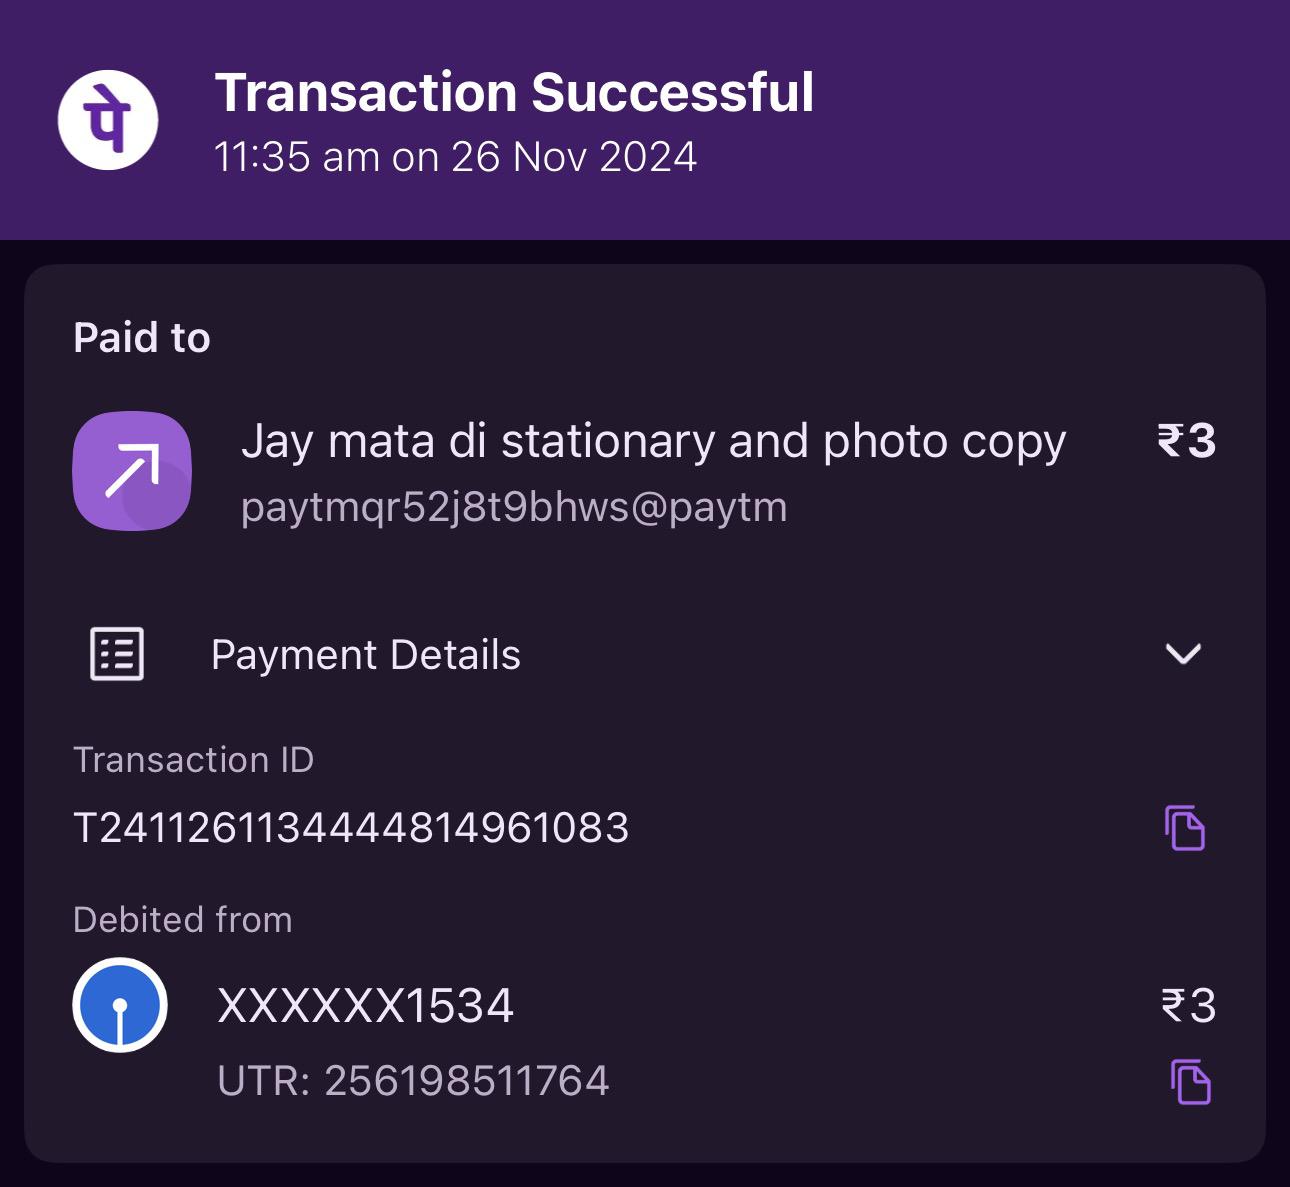 पे
Transaction Successful
11:35 am on 26 Nov 2024
Paid to
Jay mata di stationary and photo copy ₹3
paytmqr52j8t9bhws@paytm
Payment Details
Transaction ID
T2411261134444814961083
Debited from
XXXXXX1534 ₹3
UTR: 256198511764